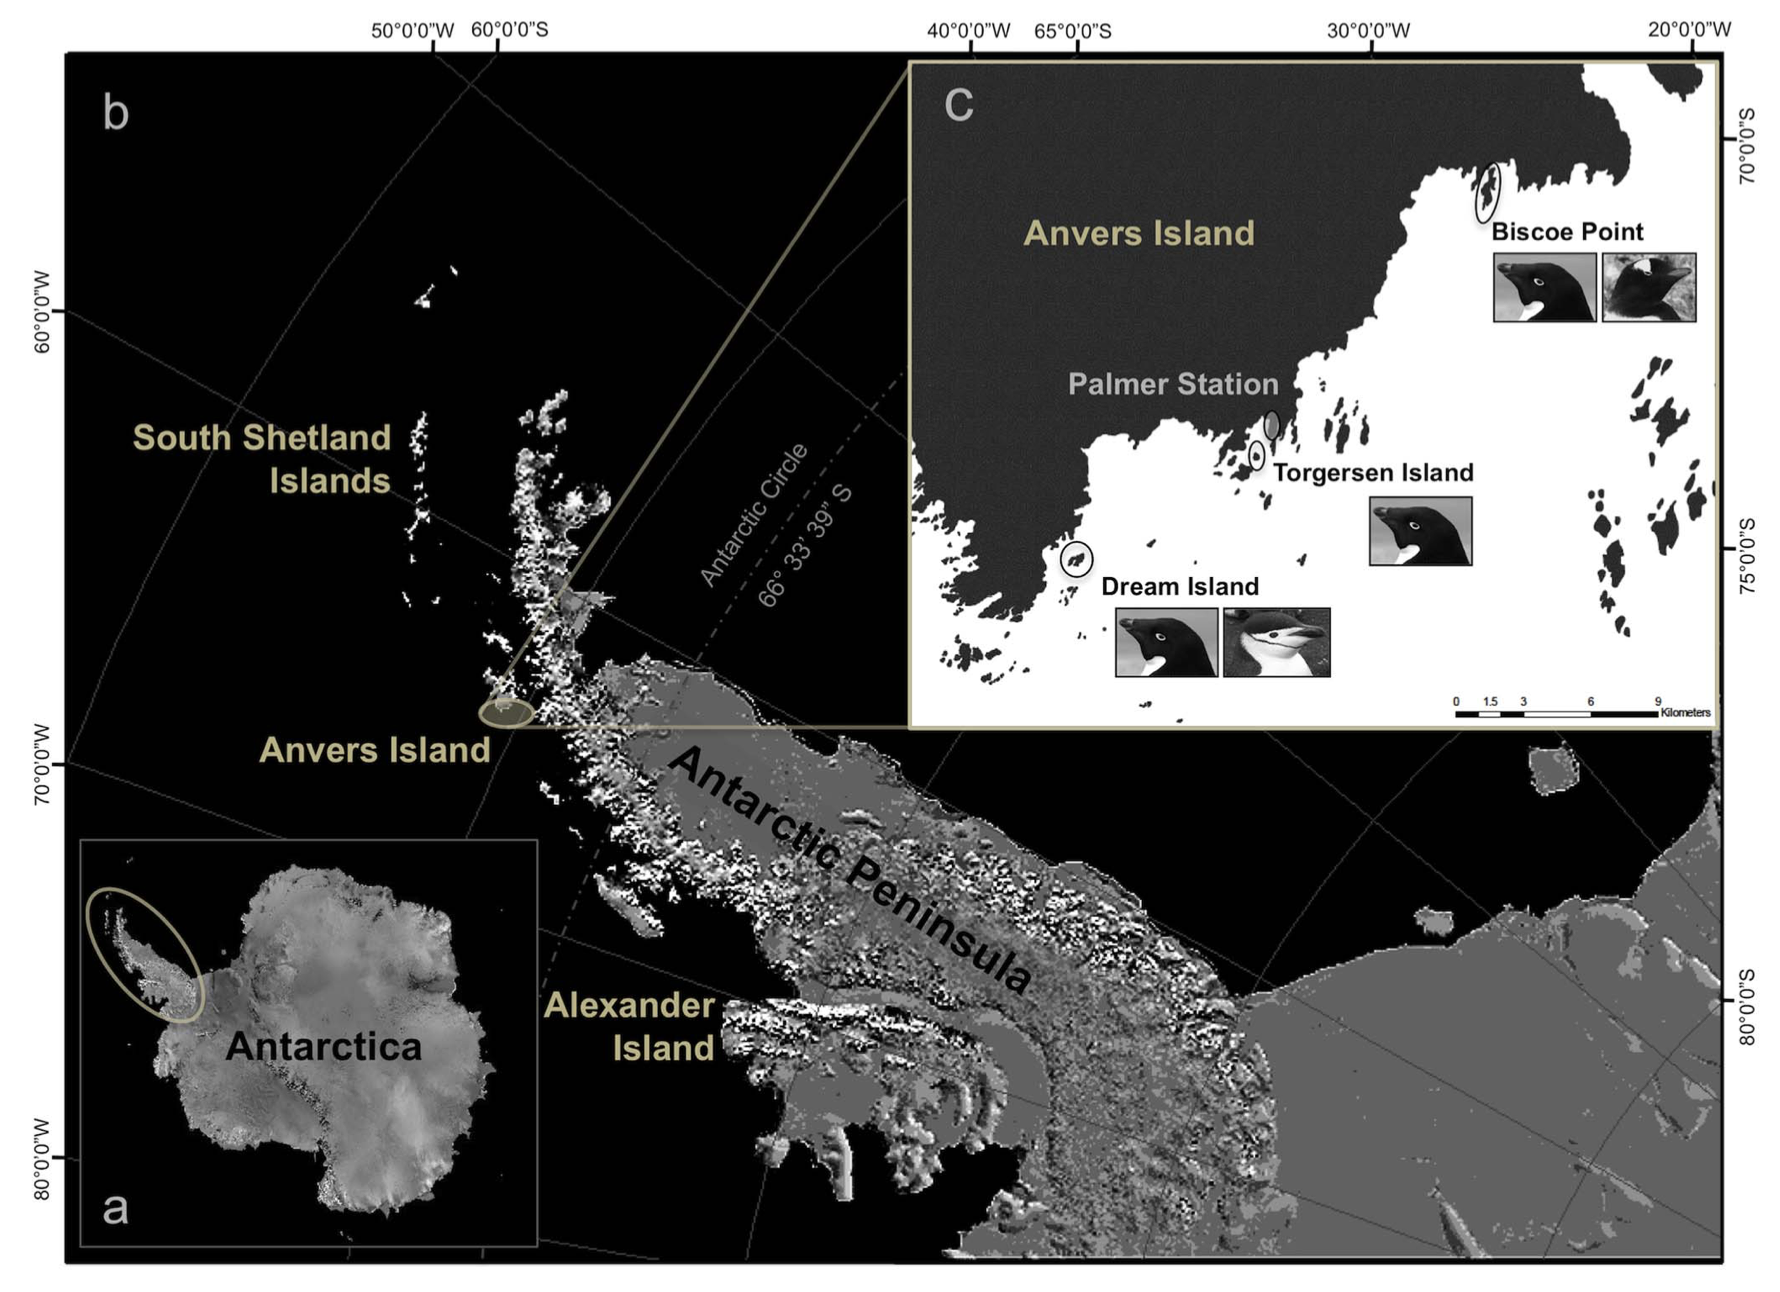 50°0'0"W 60°0'0"S 40°0'0"W 65°0'0"S 30°0'0"W 20°0'0"W
b
c
70°0'0"S
Anvers Island
Biscoe Point
60°0'0"W
Palmer Station
South Shetland
Islands
Antarctic Circle
66° 33' 39" S
Torgersen Island
75°0'0"S
Dream Island
0 1.5 3 6 9
Kilometers
Anvers Island
70°0'0"W
Antarctic Peninsula
Alexander
Island
80°0'0"S
Antarctica
80°0'0"W
a